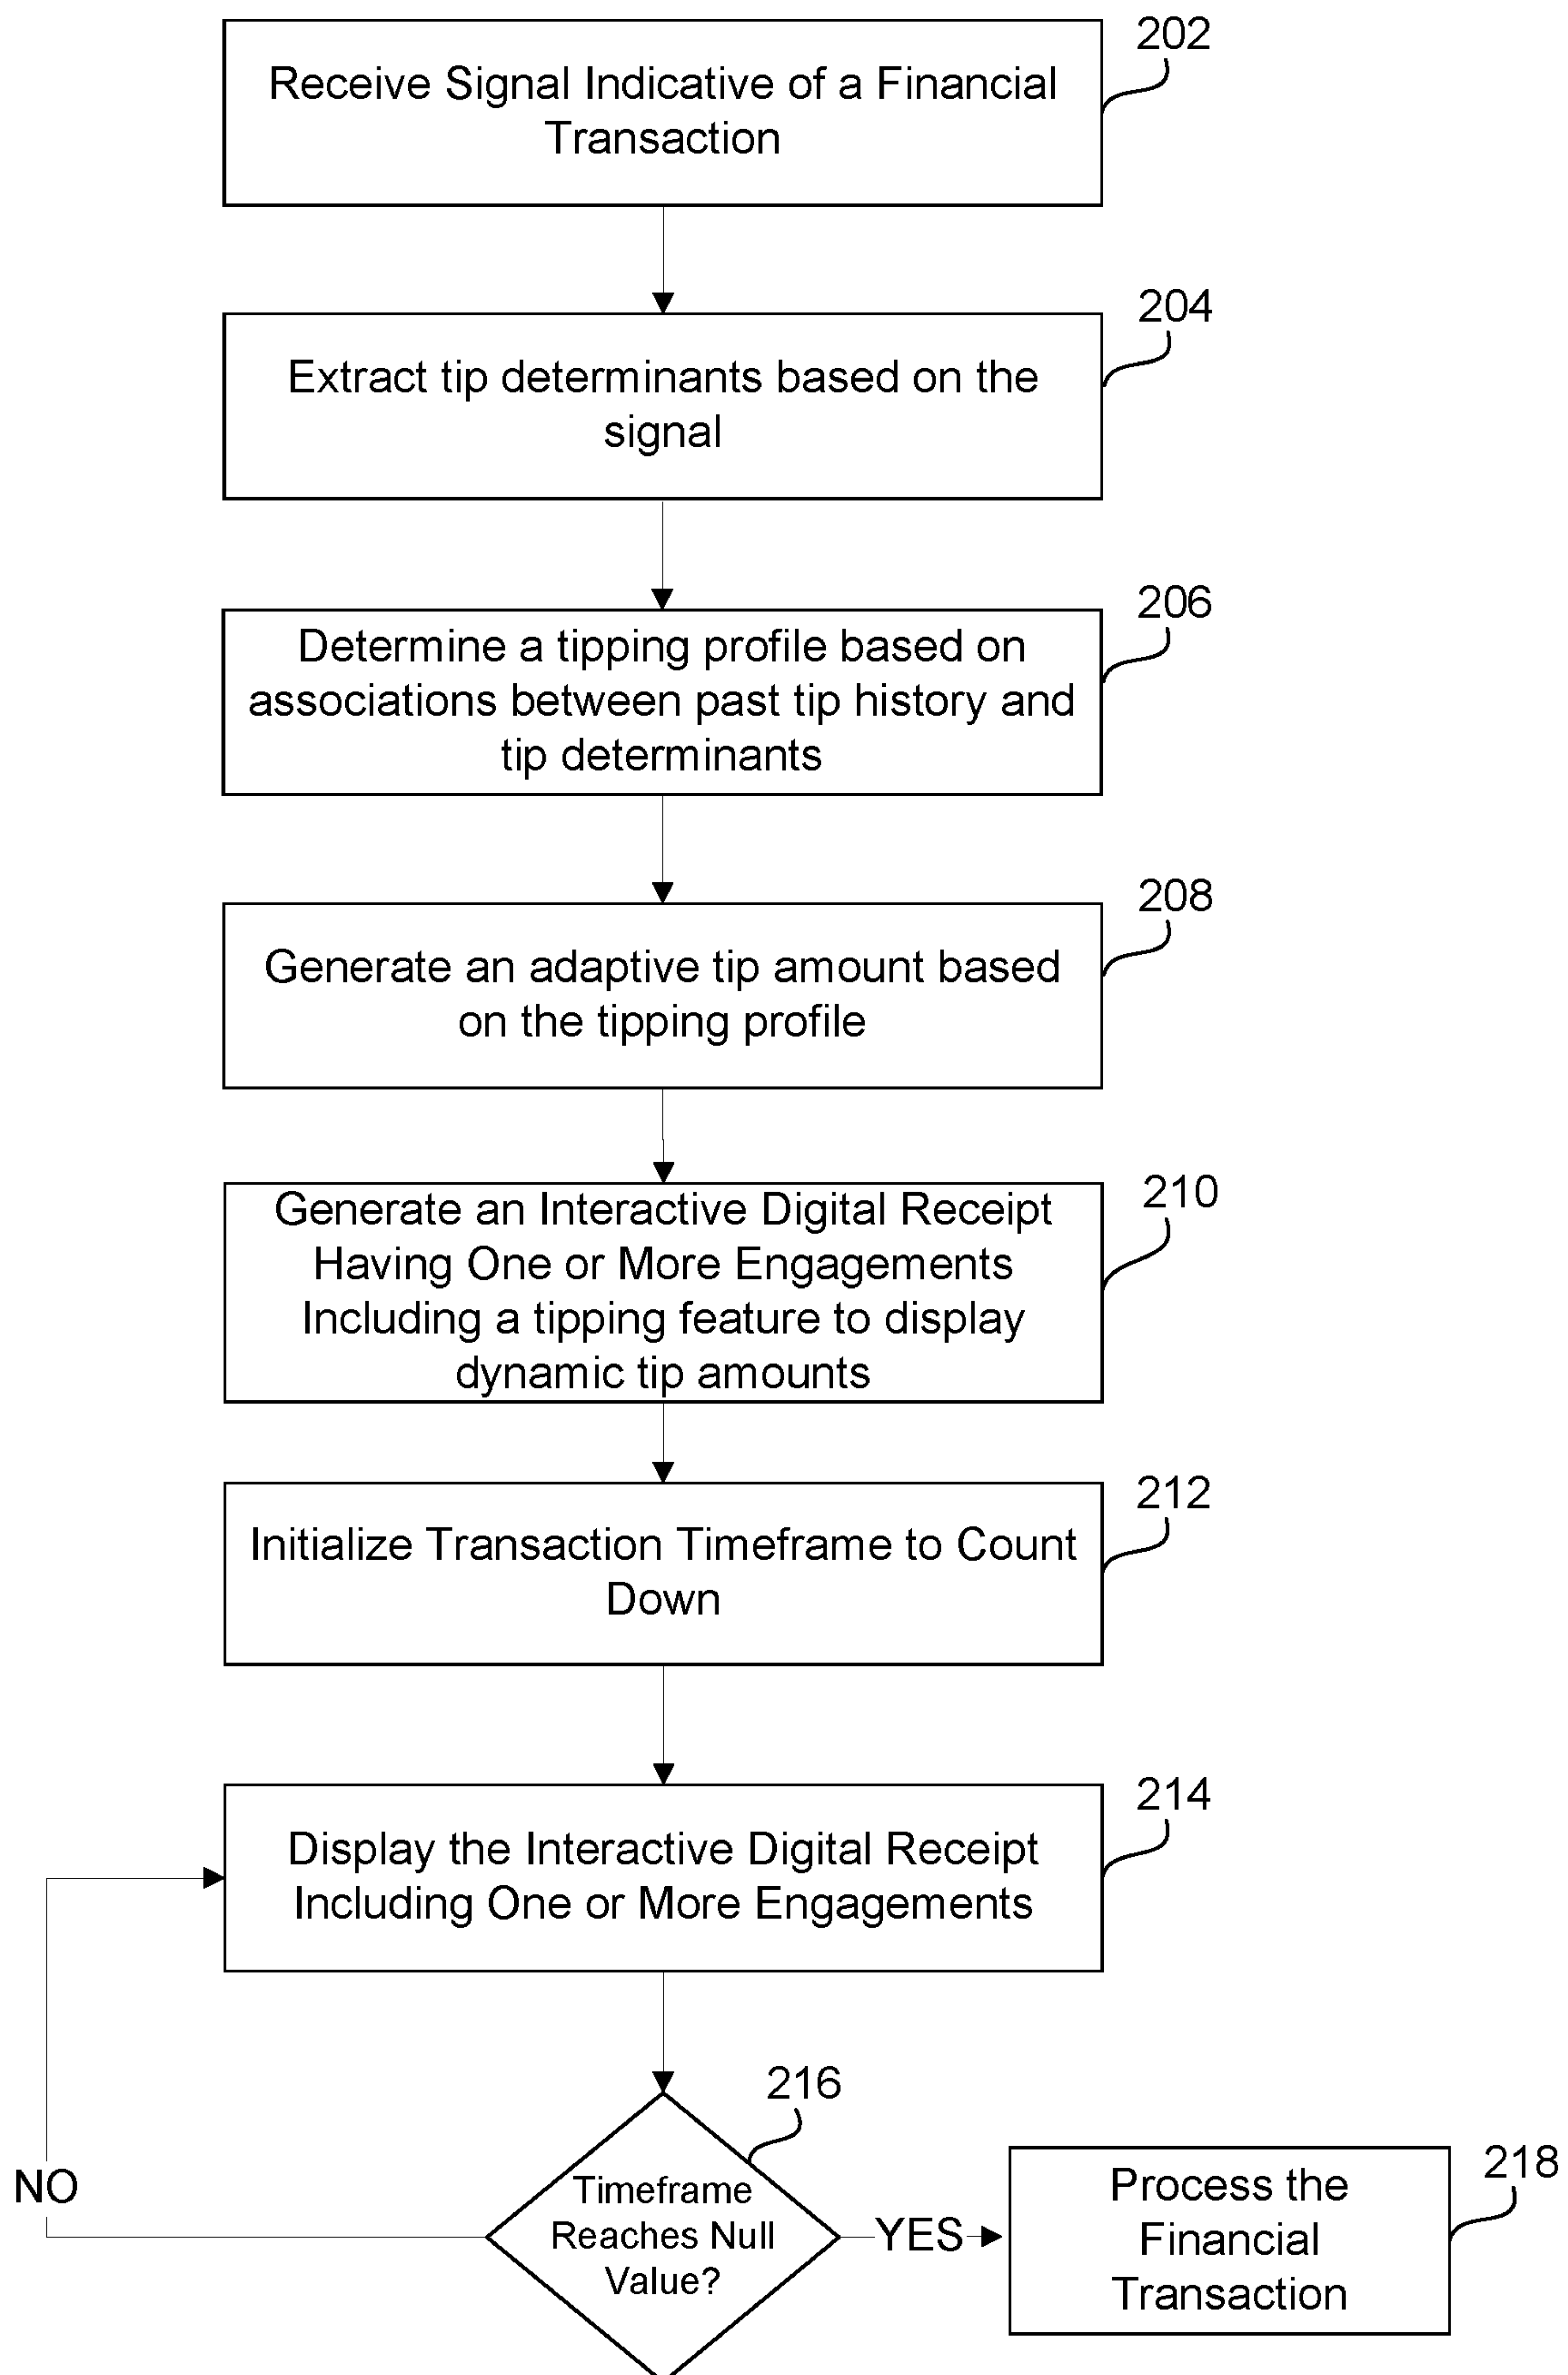 202
Receive Signal Indicative of a Financial
Transaction
204
Extract tip determinants based on the
signal
206
Determine a tipping profile based on
associations between past tip history and
tip determinants
208
Generate an adaptive tip amount based
on the tipping profile
210
Generate an Interactive Digital Receipt
Having One or More Engagements
Including a tipping feature to display
dynamic tip amounts
212
Initialize Transaction Timeframe to Count
Down
214
Display the Interactive Digital Receipt
Including One or More Engagements
216
Timeframe
Reaches Null
Value?
NO
YES
218
Process the
Financial
Transaction